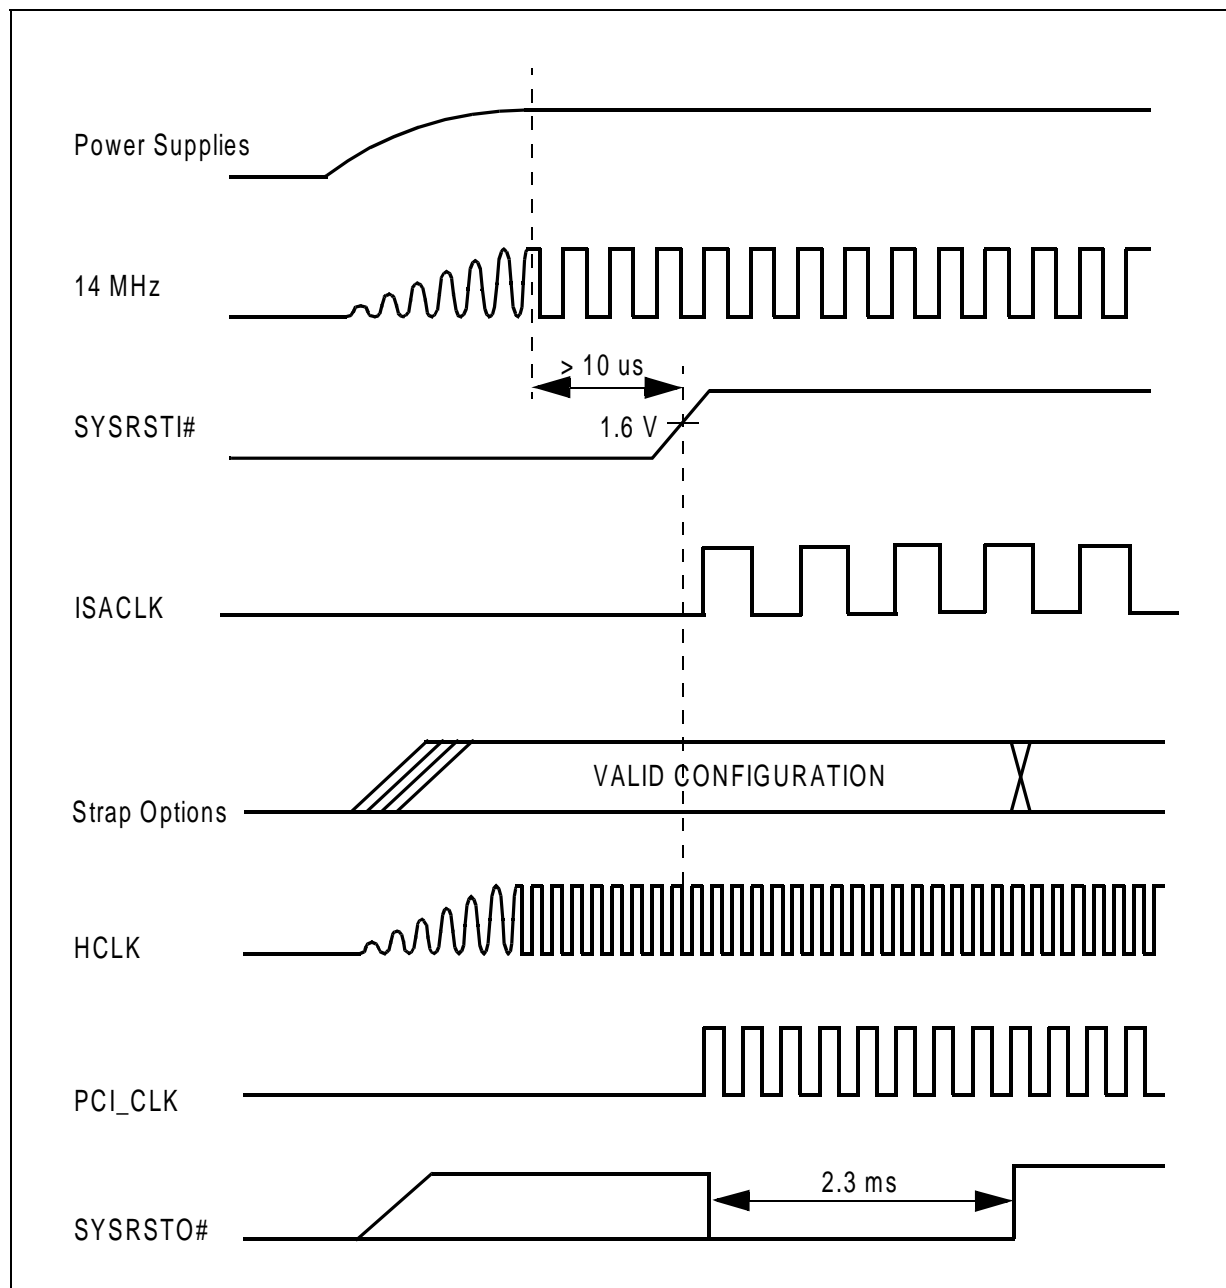 Power Supplies
14 MHz
> 10 us
SYSRSTI#
1.6 V
ISACLK
VALID CONFIGURATION
Strap Options
HCLK
PCI_CLK
2.3 ms
SYSRSTO#